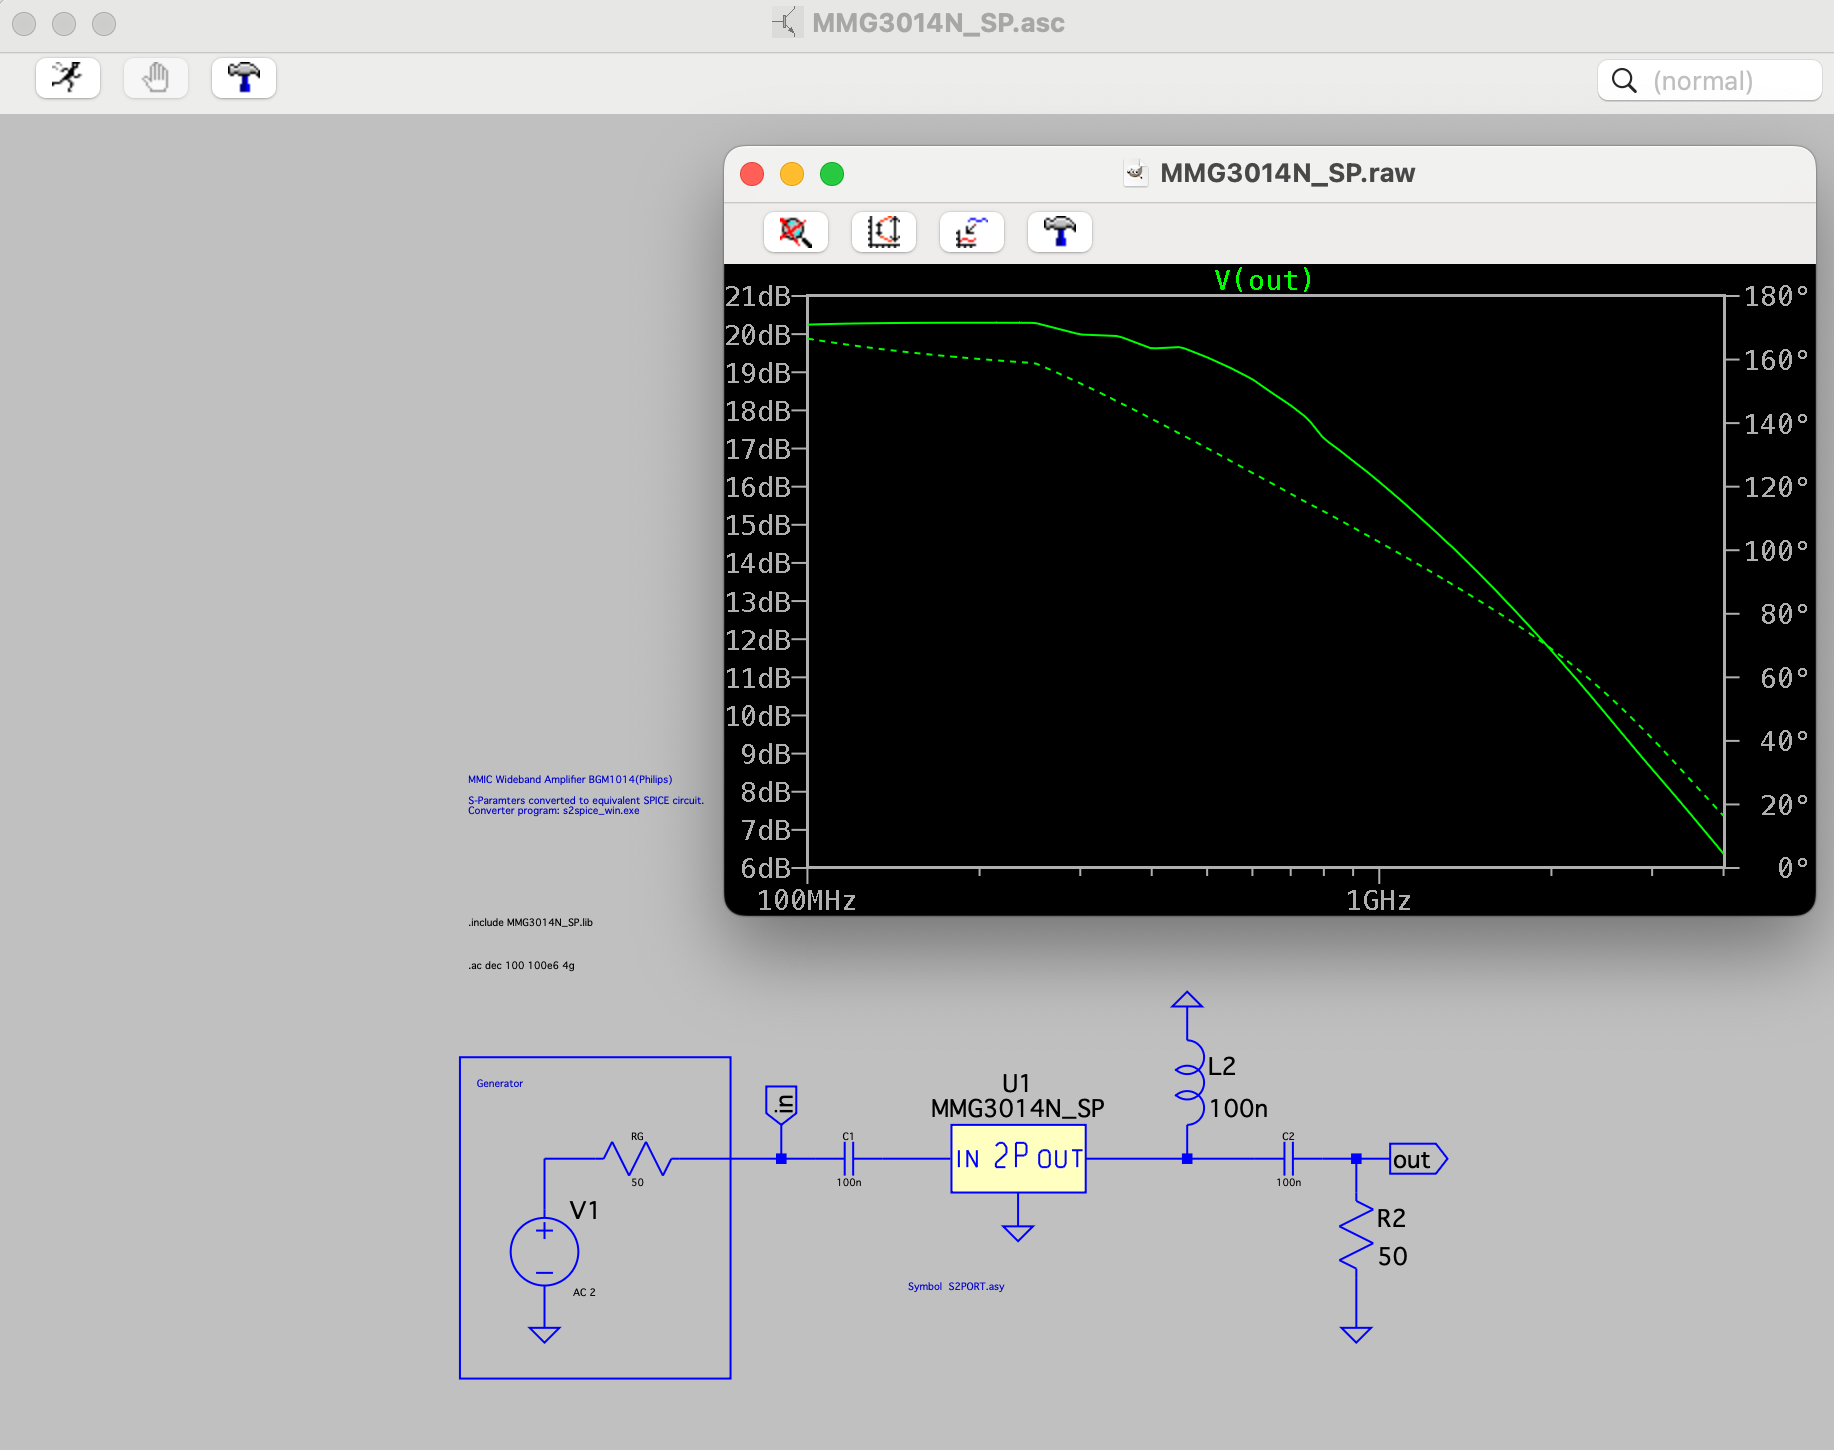 MMG3014N_SP.asc
(normal)
MMG3014N_SP.raw
V(out)
21dB
20dB
19dB
18dB
17dB
16dB
15dB
14dB
13dB
12dB
11dB
10dB
9dB
8dB
7dB
6dB
180°
160°
140°
120°
100°
80°
60°
40°
20°
0°
100MHz
1GHz
MMIC Wideband Amplifier BGM1014(Philips)
S-Paramters converted to equivalent SPICE circuit.
Converter program: s2spice_win.exe
.include MMG3014N_SP.lib
.ac dec 100 100e6 4g
Generator
RG
50
V1
AC 2
in
C1
100n
U1
MMG3014N_SP
IN 2P OUT
L2
100n
C2
100n
out
R2
50
Symbol  S2PORT.asy